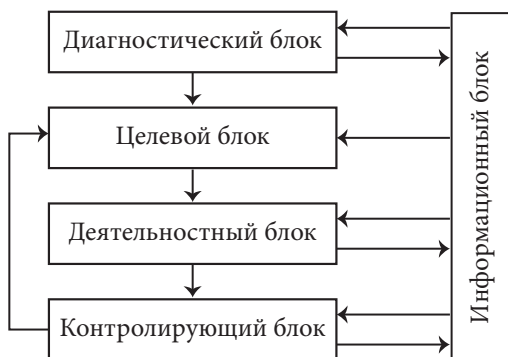 Диагностический блок
Целевой блок
Деятельностный блок
Контролирующий блок
Информационный блок